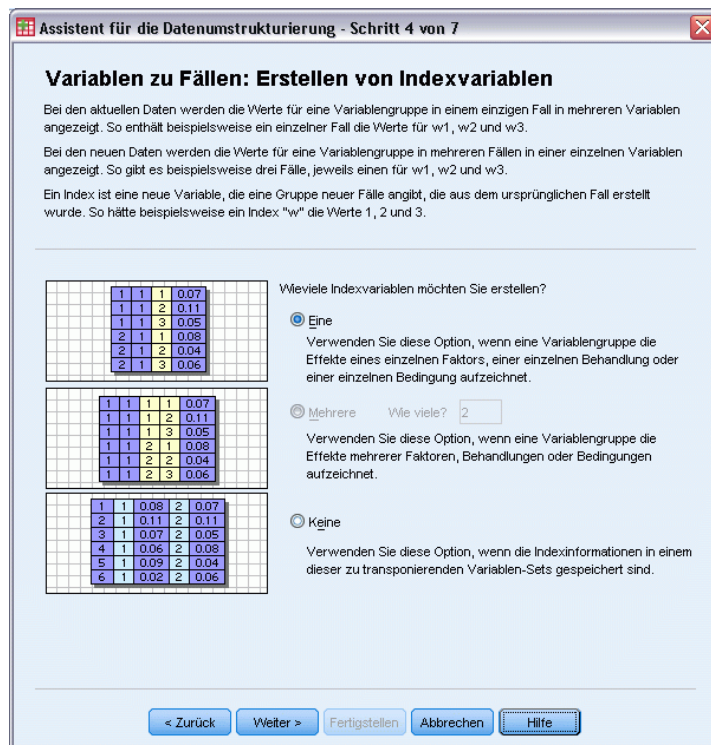 Assistent für die Datenumstrukturierung - Schritt 4 von 7
Variablen zu Fällen: Erstellen von Indexvariablen
Bei den aktuellen Daten werden die Werte für eine Variablengruppe in einem einzigen Fall in mehreren Variablen
angezeigt. So enthält beispielsweise ein einzelner Fall die Werte für w1, w2 und w3.
Bei den neuen Daten werden die Werte für eine Variablengruppe in mehreren Fällen in einer einzelnen Variablen
angezeigt. So gibt es beispielsweise drei Fälle, jeweils einen für w1, w2 und w3.
Ein Index ist eine neue Variable, die eine Gruppe neuer Fälle angibt, die aus dem ursprünglichen Fall erstellt
wurde. So hätte beispielsweise ein Index "w" die Werte 1, 2 und 3.
1 1 1 0.07
1 1 2 0.11
1 1 3 0.05
2 1 1 0.08
2 1 2 0.04
2 1 3 0.06
Wieviele Indexvariablen möchten Sie erstellen?
Eine
Verwenden Sie diese Option, wenn eine Variablengruppe die
Effekte eines einzelnen Faktors, einer einzelnen Behandlung oder
einer einzelnen Bedingung aufzeichnet.
1 1 1 1 0.07
1 1 1 2 0.11
1 1 1 3 0.05
1 1 2 1 0.08
1 1 2 2 0.04
1 1 2 3 0.06
Mehrere Wie viele? 2
Verwenden Sie diese Option, wenn eine Variablengruppe die
Effekte mehrerer Faktoren, Behandlungen oder Bedingungen
aufzeichnet.
1 1 0.08 2 0.07
2 1 0.11 2 0.11
3 1 0.07 2 0.05
4 1 0.06 2 0.08
5 1 0.09 2 0.04
6 1 0.02 2 0.06
Keine
Verwenden Sie diese Option, wenn die Indexinformationen in einem
dieser zu transponierenden Variablen-Sets gespeichert sind.
< Zurück Weiter > Fertigstellen Abbrechen Hilfe